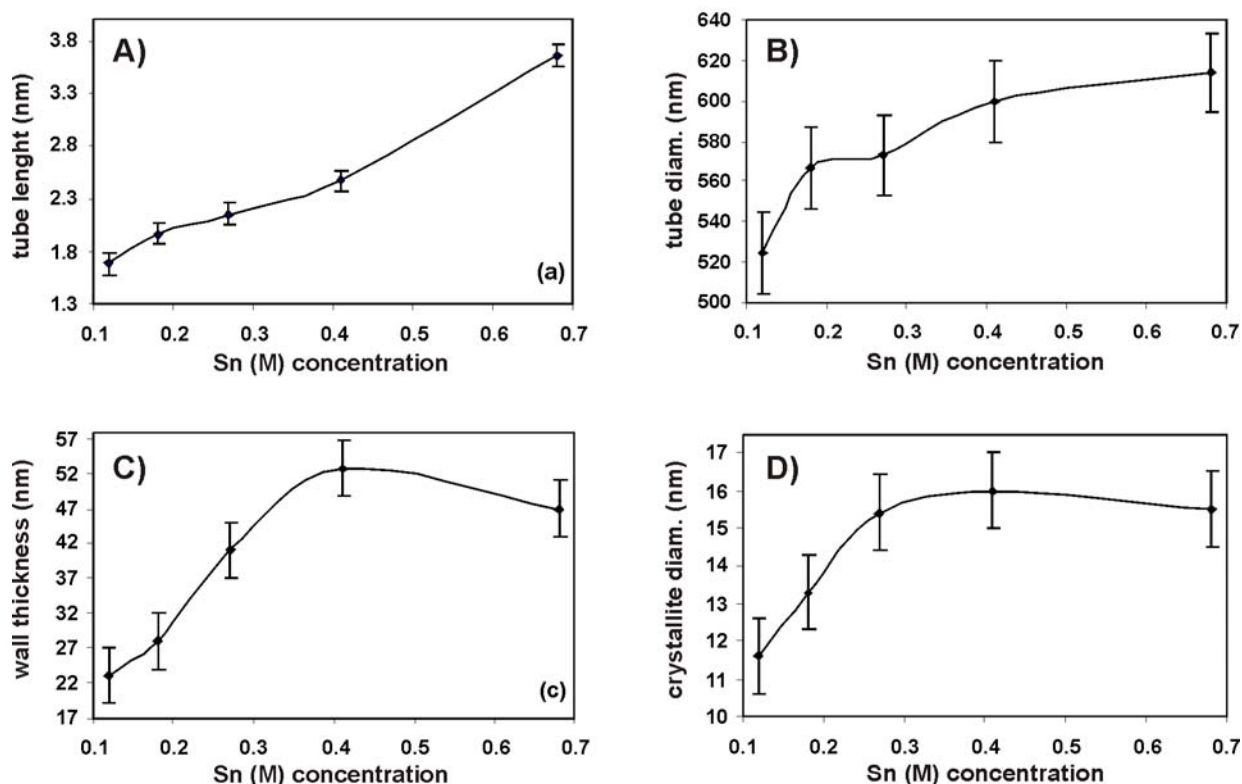 A)
tube lenght (nm)
3.8
3.3
2.8
2.3
1.8
1.3
(a)
0.1 0.2 0.3 0.4 0.5 0.6 0.7
Sn (M) concentration
B)
tube diam. (nm)
640
620
600
580
560
540
520
500
0.1 0.2 0.3 0.4 0.5 0.6 0.7
Sn (M) concentration
C)
wall thickness (nm)
57
52
47
42
37
32
27
22
17
(c)
0.1 0.2 0.3 0.4 0.5 0.6 0.7
Sn (M) concentration
D)
crystallite diam. (nm)
17
16
15
14
13
12
11
10
0.1 0.2 0.3 0.4 0.5 0.6 0.7
Sn (M) concentration